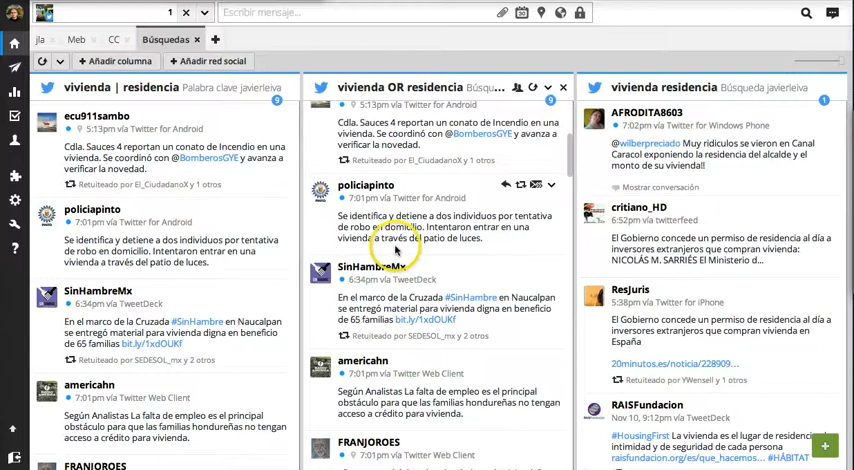 1
Escribir mensaje...
jla
Meb
CC
Búsquedas
Añadir columna
Añadir red social
vivienda | residencia Palabra clave javierleiva
9
ecu911sambo
5:13pm vía Twitter for Android
Cdla. Sauces 4 reportan un conato de Incendio en una
vivienda. Se coordinó con @BomberosGYE y avanza a
verificar la novedad.
Retuiteado por El_CiudadanoX y 1 otros
policiapinto
7:01pm vía Twitter for Android
Se identifica y detiene a dos individuos por tentativa
de robo en domicilio. Intentaron entrar en una
vivienda a través del patio de luces.
SinHambreMx
6:34pm vía TweetDeck
En el marco de la Cruzada #SinHambre en Naucalpan
se entregó material para vivienda digna en beneficio
de 65 familias bit.ly/1xdOUKf
Retuiteado por SEDESOL_mx y 2 otros
americahn
7:01pm vía Twitter Web Client
Según Analistas La falta de empleo es el principal
obstáculo para que las familias hondureñas no tengan
acceso a crédito para vivienda.
FRANJOROES
vivienda OR residencia Búsqu...
9
5:13pm vía Twitter for Android
Cdla. Sauces 4 reportan un conato de Incendio en una
vivienda. Se coordinó con @BomberosGYE y avanza a
verificar la novedad.
Retuiteado por El_CiudadanoX y 1 otros
policiapinto
7:01pm vía Twitter for Android
Se identifica y detiene a dos individuos por tentativa
de robo en domicilio. Intentaron entrar en una
vivienda a través del patio de luces.
SinHambreMx
6:34pm vía TweetDeck
En el marco de la Cruzada #SinHambre en Naucalpan
se entregó material para vivienda digna en beneficio
de 65 familias bit.ly/1xdOUKf
Retuiteado por SEDESOL_mx y 2 otros
americahn
7:01pm vía Twitter Web Client
Según Analistas La falta de empleo es el principal
obstáculo para que las familias hondureñas no tengan
acceso a crédito para vivienda.
FRANJOROES
7:01pm vía Twitter for Android
vivienda residencia Búsqueda javierleiva
1
AFRODITA8603
7:02pm vía Twitter for Windows Phone
@wilberpreciado Muy ridiculos se vieron en Canal
Caracol exponiendo la residencia del alcalde y el
monto de su vivienda!!
Mostrar conversación
critiano_HD
6:52pm vía twitterfeed
El Gobierno concede un permiso de residencia al día a
inversores extranjeros que compran vivienda:
NICOLÁS M. SARRIÉS El Ministerio d...
ResJuris
5:38pm vía Twitter for iPhone
El Gobierno concede un permiso de residencia al día a
inversores extranjeros que compran vivienda en
España
20minutos.es/noticia/228909...
Retuiteado por YWensell y 1 otros
RAISFundacion
Nov 10, 9:12pm vía TweetDeck
#HousingFirst La vivienda es el lugar de residencia,
intimidad y de seguridad de cada persona
raisfundacion.org/es/que_hacemos... #HÁBITAT